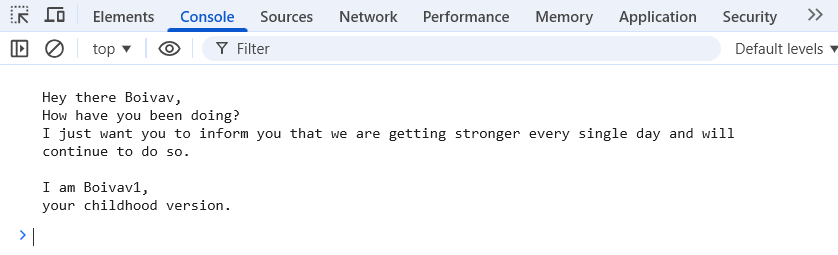 Elements Console Sources Network Performance Memory Application Security
top Filter Default levels
Hey there Boivav,
How have you been doing?
I just want you to inform you that we are getting stronger every single day and will
continue to do so.
I am Boivav1,
your childhood version.